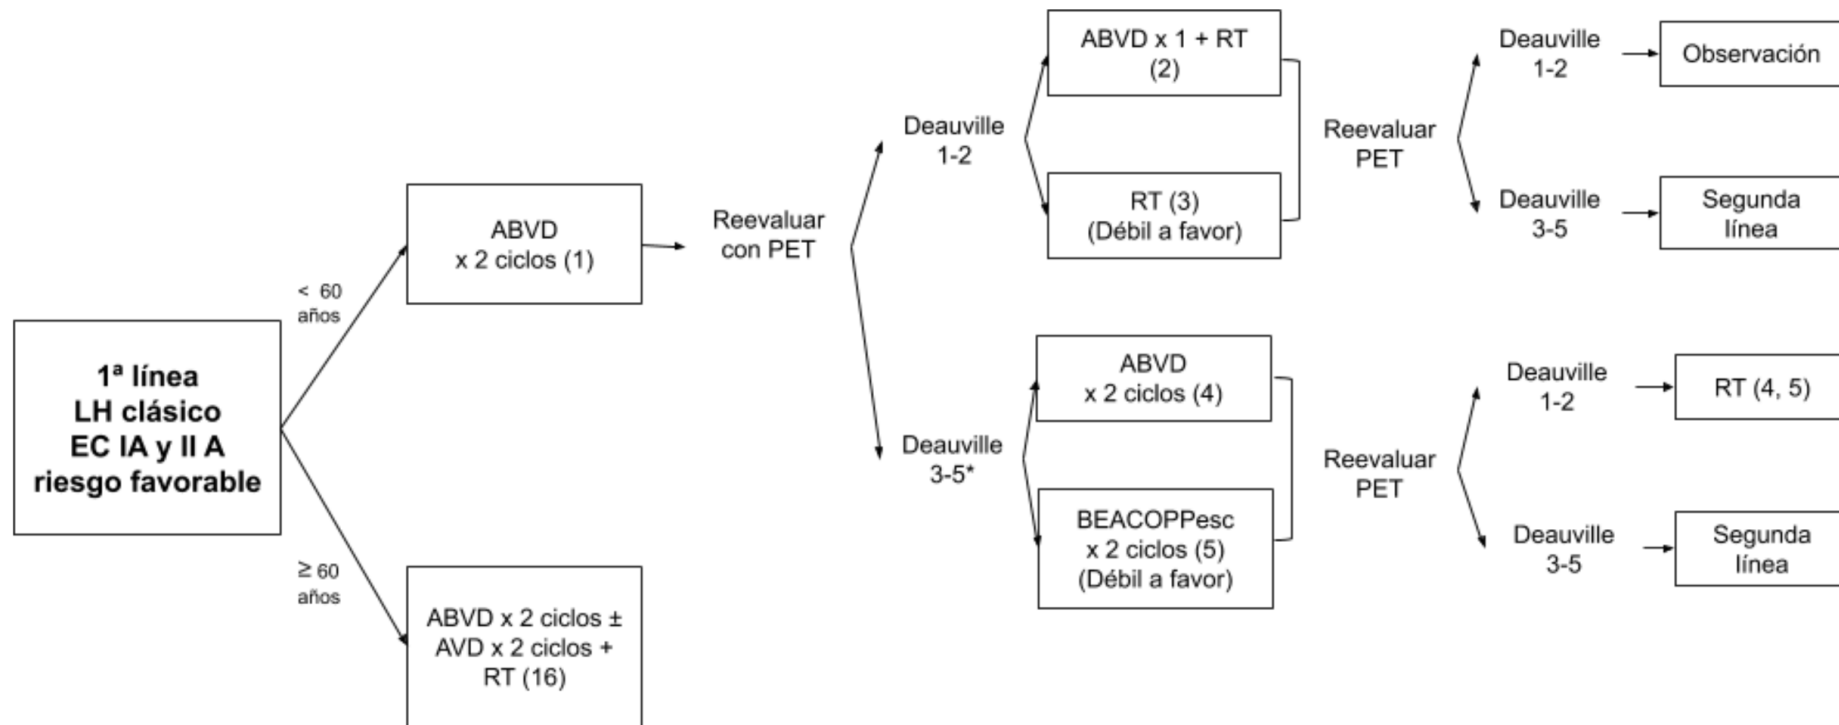 1ª línea
LH clásico
EC IA y II A
riesgo favorable
< 60
años
≥ 60
años
ABVD
x 2 ciclos (1)
ABVD x 2 ciclos ±
AVD x 2 ciclos +
RT (16)
Reevaluar
con PET
Deauville
1-2
Deauville
3-5*
ABVD x 1 + RT
(2)
RT (3)
(Débil a favor)
ABVD
x 2 ciclos (4)
BEACOPPesc
x 2 ciclos (5)
(Débil a favor)
Reevaluar
PET
Deauville
1-2
Observación
Deauville
3-5
Segunda
línea
Reevaluar
PET
Deauville
1-2
RT (4, 5)
Deauville
3-5
Segunda
línea